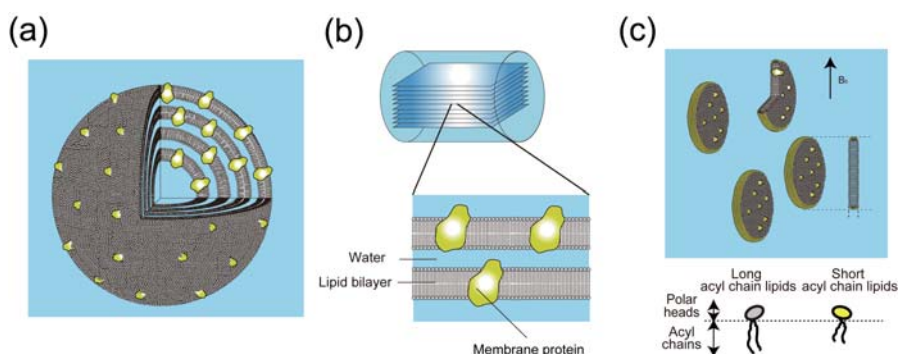 (a)
(b)
(c)
B₀
Water
Lipid bilayer
Membrane protein
Long
acyl chain lipids
Short
acyl chain lipids
Polar
heads
Acyl
chains